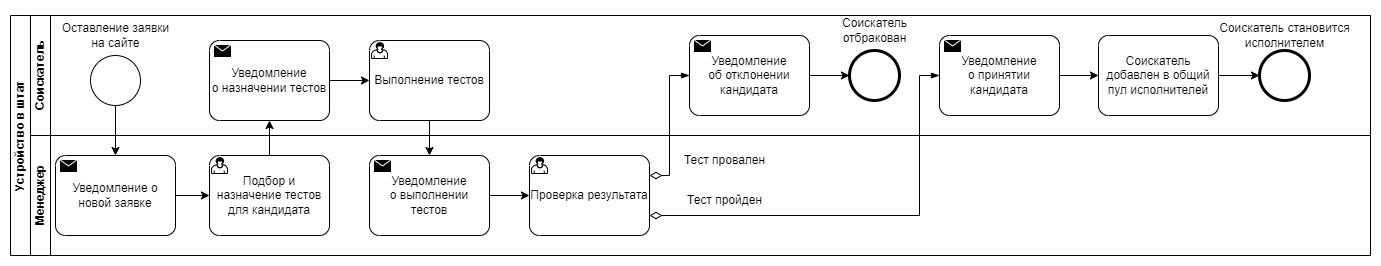 Устройство в штат
Соискатель
Менеджер
Оставление заявки
на сайте
Уведомление о
новой заявке
Подбор и
назначение тестов
для кандидата
Уведомление
о назначении тестов
Выполнение тестов
Уведомление
о выполнении
тестов
Проверка результата
Тест провален
Тест пройден
Уведомление
об отклонении
кандидата
Соискатель
отбракован
Уведомление
о принятии
кандидата
Соискатель
добавлен в общий
пул исполнителей
Соискатель становится
исполнителем